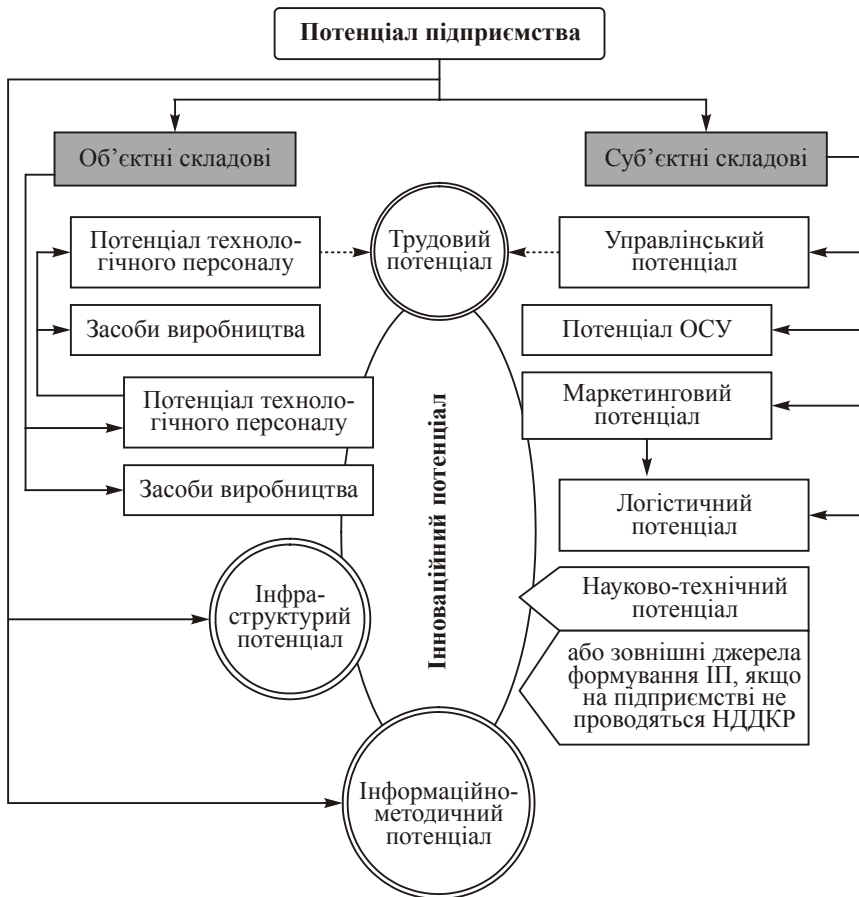 Потенціал підприємства
Об’єктні складові
Суб’єктні складові
Потенціал техноло-
гічного персоналу
Трудовий
потенціал
Управлінський
потенціал
Засоби виробництва
Потенціал ОСУ
Потенціал техноло-
гічного персоналу
Маркетинговий
потенціал
Засоби виробництва
Логістичний
потенціал
Інноваційний потенціал
Інфра-
структурий
потенціал
Науково-технічний
потенціал
або зовнішні джерела
формування ІП, якщо
на підприємстві не
проводяться НДДКР
Інформаційно-
методичний
потенціал